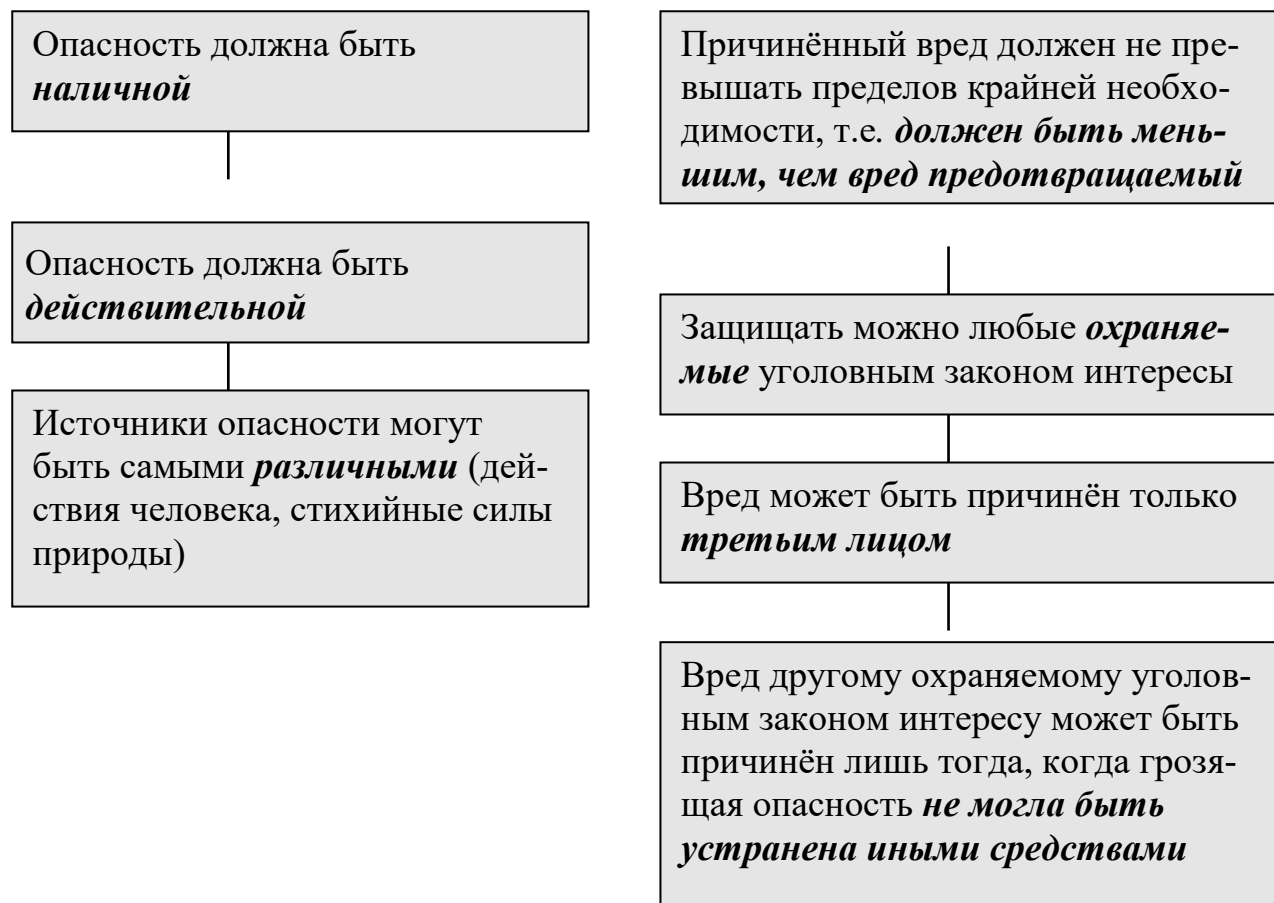 Опасность должна быть
наличной
Опасность должна быть
действительной
Источники опасности могут
быть самыми различными (дей-
ствия человека, стихийные силы
природы)
Причинённый вред должен не пре-
вышать пределов крайней необхо-
димости, т.е. должен быть мень-
шим, чем вред предотвращаемый
Защищать можно любые охраняе-
мые уголовным законом интересы
Вред может быть причинён только
третьим лицом
Вред другому охраняемому уголов-
ным законом интересу может быть
причинён лишь тогда, когда грозя-
щая опасность не могла быть
устранена иными средствами